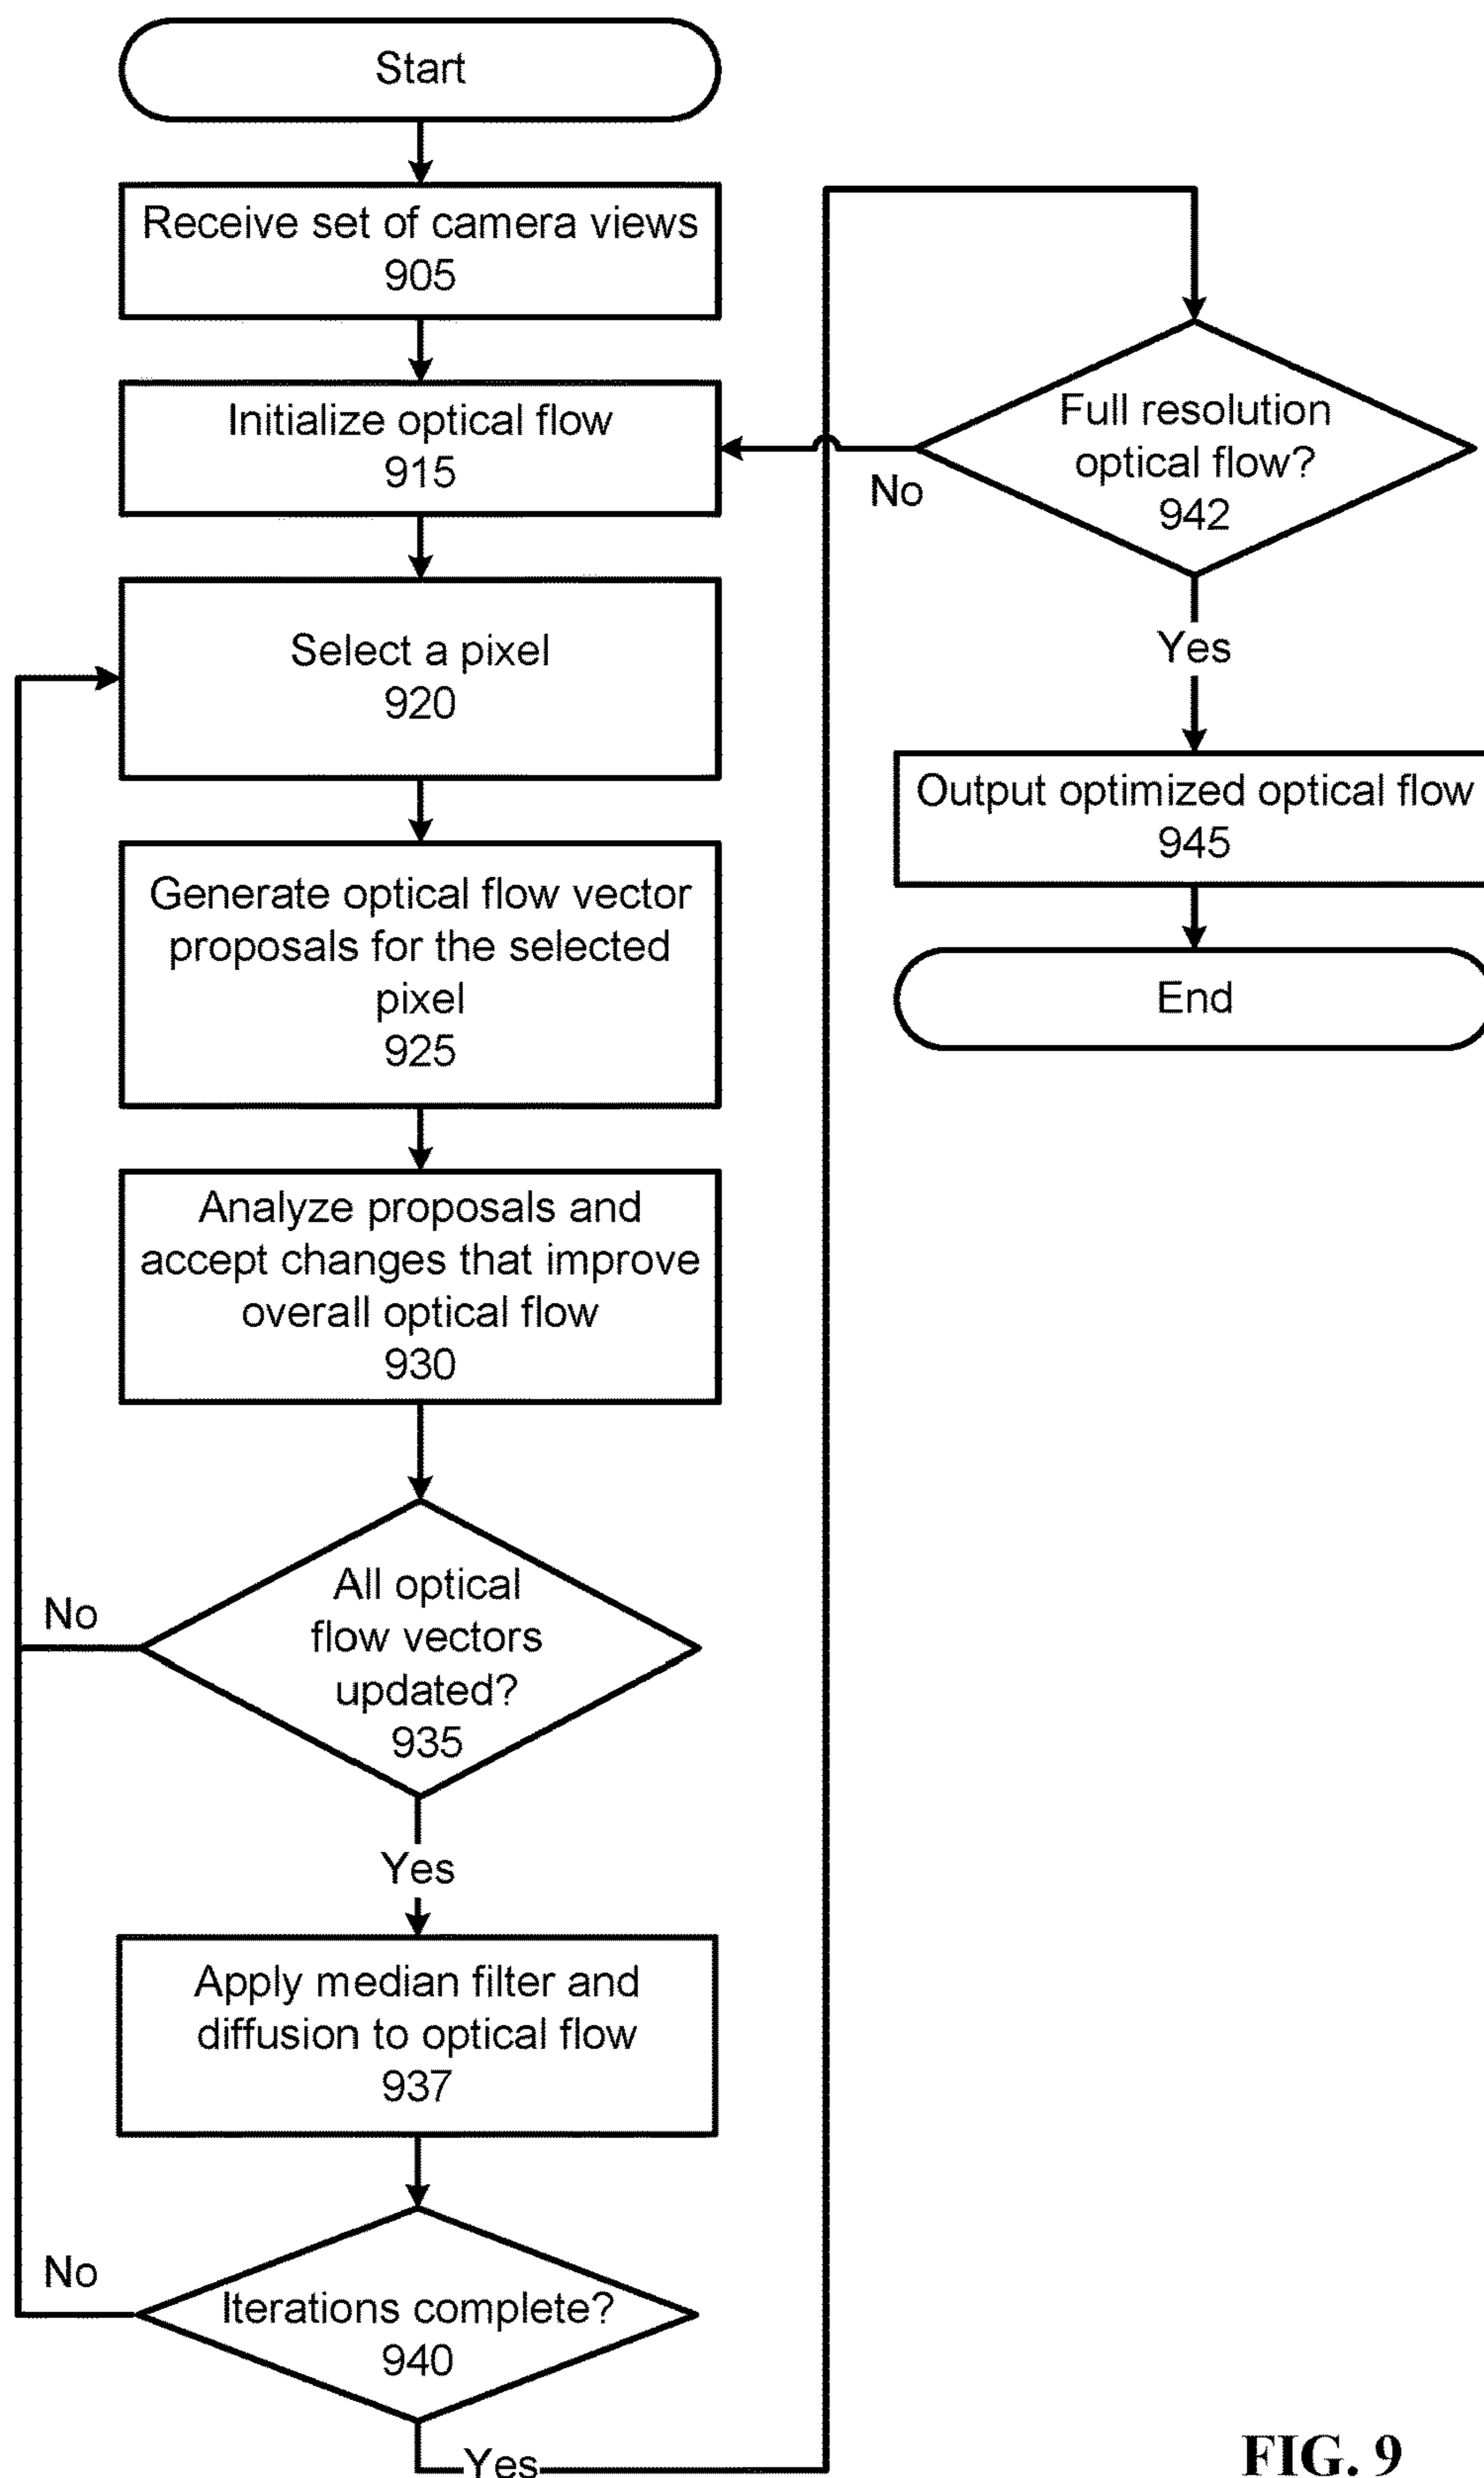 Start
Receive set of camera views
905
Initialize optical flow
915
Select a pixel
920
Generate optical flow vector
proposals for the selected
pixel
925
Analyze proposals and
accept changes that improve
overall optical flow
930
All optical
flow vectors
updated?
935
No
Yes
Apply median filter and
diffusion to optical flow
937
Iterations complete?
940
No
Yes
Full resolution
optical flow?
942
No
Yes
Output optimized optical flow
945
End
FIG. 9